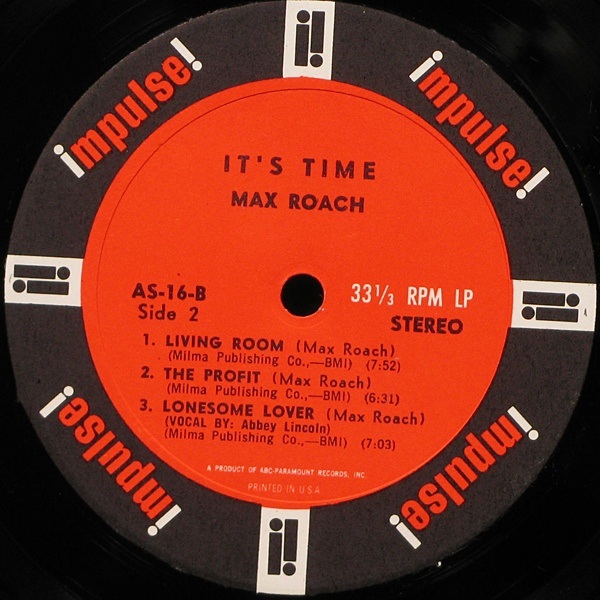 impulse!
impulse!
IT'S TIME
MAX ROACH
AS-16-B
Side 2
33 1/3 RPM LP
STEREO
1. LIVING ROOM (Max Roach)
(Milma Publishing Co.,—BMI) (7:52)
2. THE PROFIT (Max Roach)
(Milma Publishing Co.,—BMI) (6:31)
3. LONESOME LOVER (Max Roach)
(VOCAL BY: Abbey Lincoln)
(Milma Publishing Co.,—BMI) (7:03)
A PRODUCT OF ABC-PARAMOUNT RECORDS, INC.
PRINTED IN U.S.A.
impulse!
impulse!